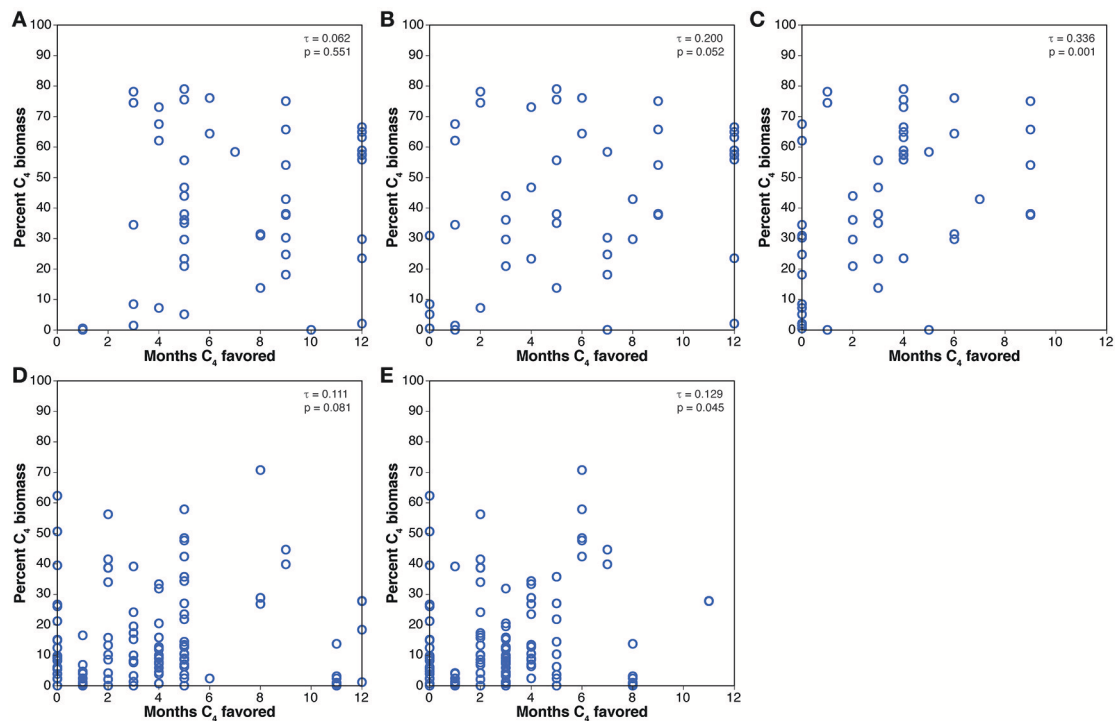 A
100
90
80
70
60
50
40
30
20
10
0
Percent C₄ biomass
τ = 0.062
p = 0.551
0 2 4 6 8 10 12
Months C₄ favored
B
100
90
80
70
60
50
40
30
20
10
0
Percent C₄ biomass
τ = 0.200
p = 0.052
0 2 4 6 8 10 12
Months C₄ favored
C
100
90
80
70
60
50
40
30
20
10
0
Percent C₄ biomass
τ = 0.336
p = 0.001
0 2 4 6 8 10 12
Months C₄ favored
D
100
90
80
70
60
50
40
30
20
10
0
Percent C₄ biomass
τ = 0.111
p = 0.081
0 2 4 6 8 10 12
Months C₄ favored
E
100
90
80
70
60
50
40
30
20
10
0
Percent C₄ biomass
τ = 0.129
p = 0.045
0 2 4 6 8 10 12
Months C₄ favored